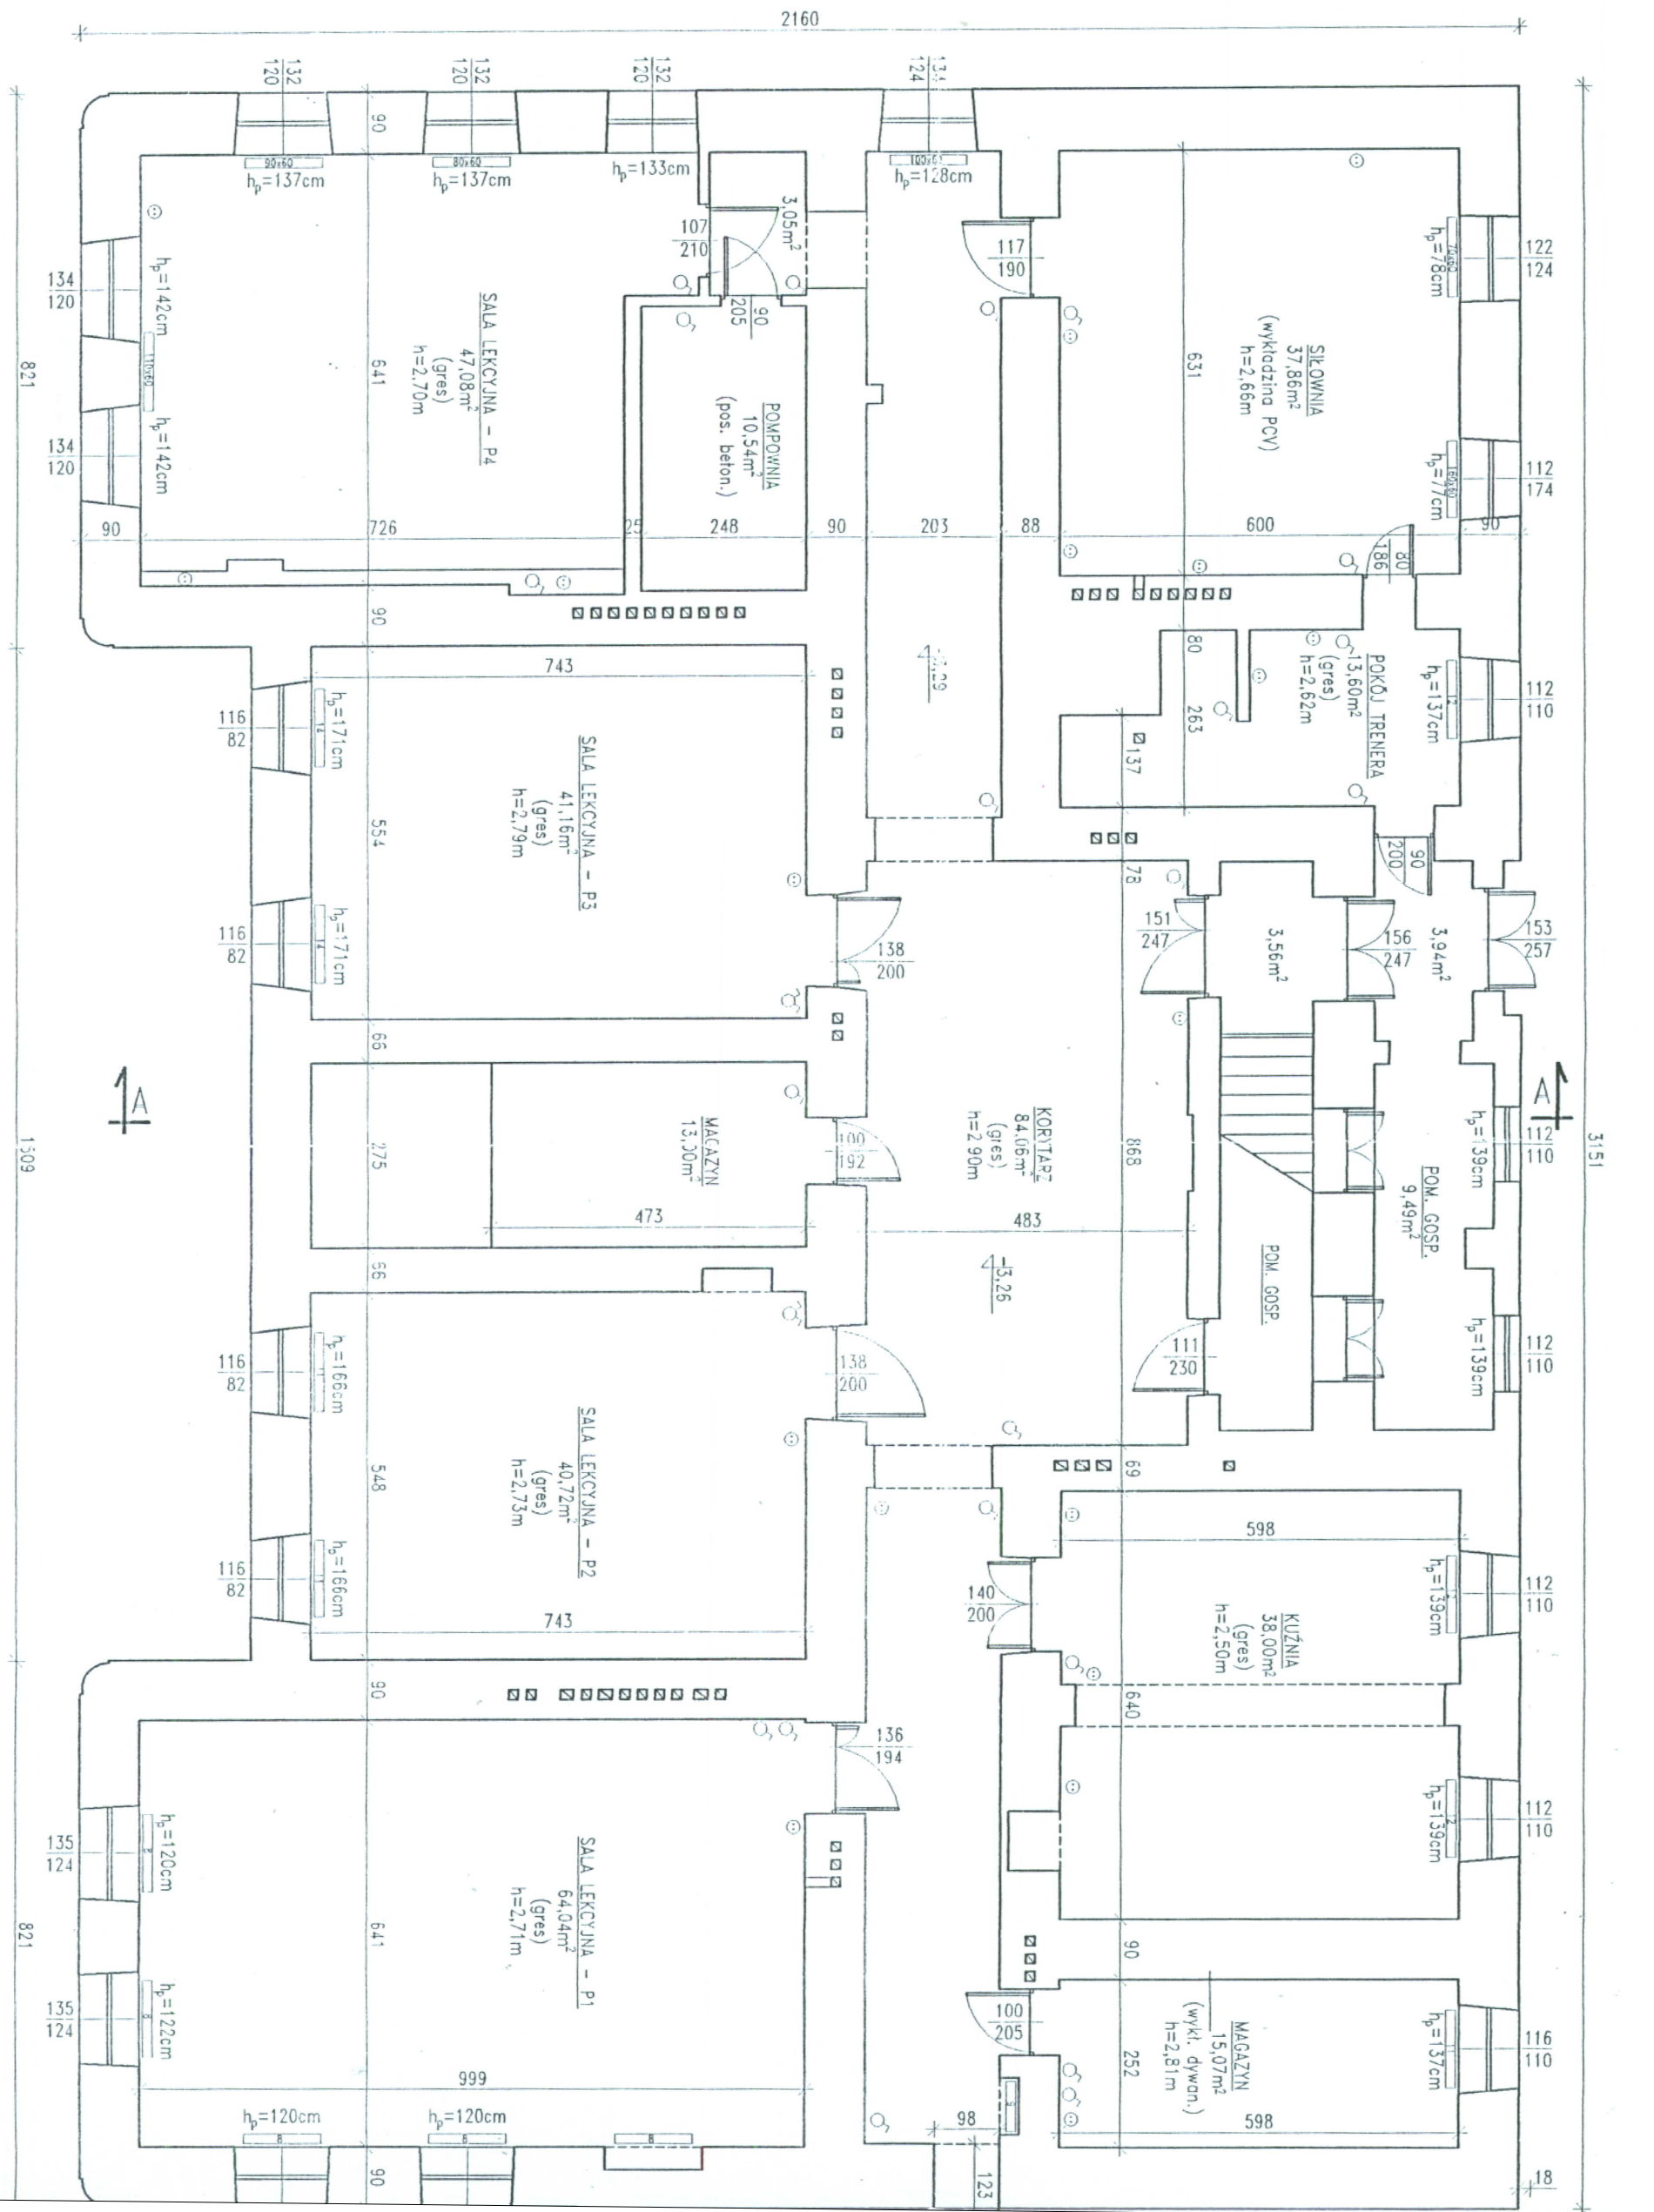 2160
132
120
132
120
132
120
124
90
90x60
hp=137cm
80x60
hp=137cm
hp=133cm
hp=128cm
3,05m²
107
210
117
190
90
205
122
124
hp=78cm
SIŁOWNIA
37,86m²
(wykładzina PCV)
h=2,66m
631
134
120
hp=142cm
110x60
hp=142cm
134
120
641
SALA LEKCYJNA – P4
47,08m²
(gres)
h=2,70m
POMPOWNIA
10,54m²
(pos. beton.)
hp=77cm
112
174
821
90
726
25
248
90
203
88
600
90
80
186
90
80
743
-3,29
POKÓJ TRENERA
13,60m²
(gres)
h=2,62m
hp=137cm
112
110
263
137
116
82
hp=171cm
14
SALA LEKCYJNA – P3
41,16m²
(gres)
h=2,79m
554
90
200
78
116
82
hp=171cm
14
138
200
151
247
3,56m²
156
247
3,94m²
153
257
66
A
A
1509
275
MAGAZYN
100
192
KORYTARZ
84.06m²
(gres)
h=2,90m
868
hp=139cm
112
110
3151
POM. GOSP.
9,49m²
473
483
POM. GOSP.
66
-3,26
116
82
hp=166cm
138
200
111
230
hp=139cm
112
110
SALA LEKCYJNA – P2
40,72m²
(gres)
h=2,73m
548
69
598
116
82
hp=166cm
140
200
KUŹNIA
38,00m²
(gres)
h=2,50m
hp=139cm
112
110
743
90
640
136
194
135
124
hp=120cm
hp=139cm
112
110
SALA LEKCYJNA – P1
64,04m²
(gres)
h=2,71m
821
641
90
135
124
hp=122cm
100
205
MAGAZYN
15,07m²
(wykł. dywan.)
h=2,81m
252
hp=137cm
116
110
999
hp=120cm
hp=120cm
8
8
8
98
598
90
123
18